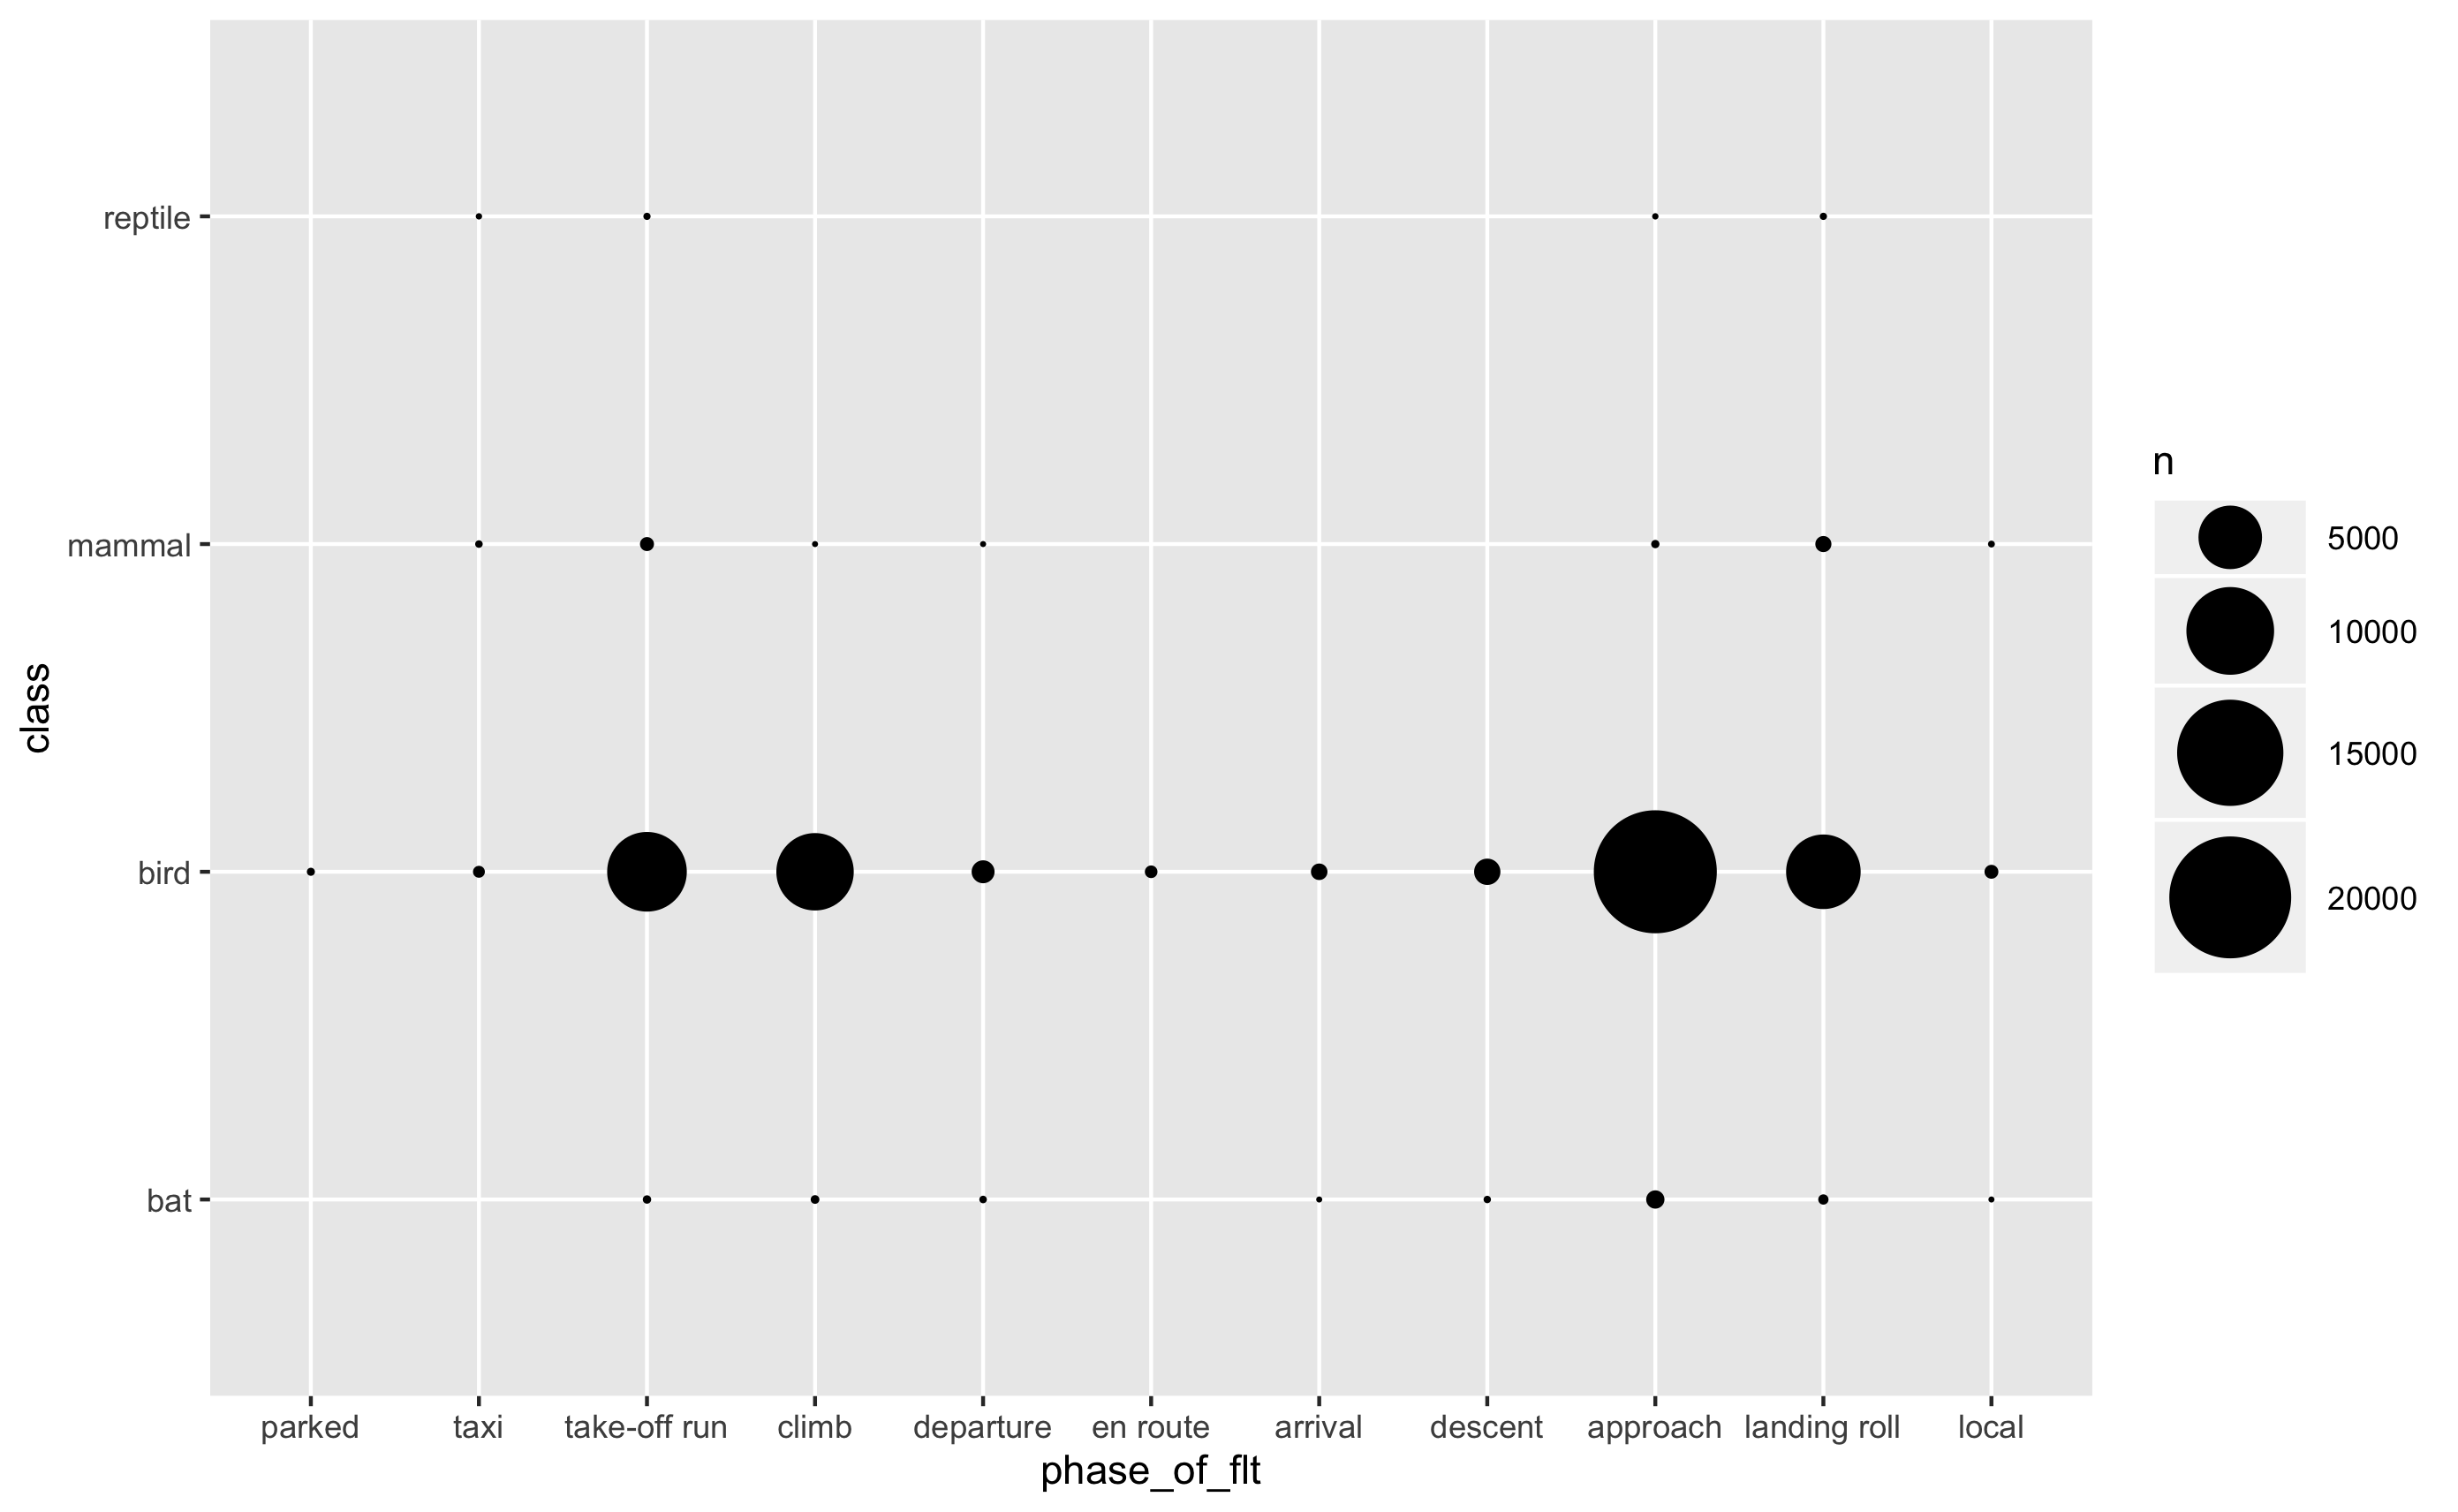 reptile
mammal
bird
bat
class
parked taxi take-off run climb departure en route arrival descent approach landing roll local
phase_of_flt
n
5000
10000
15000
20000